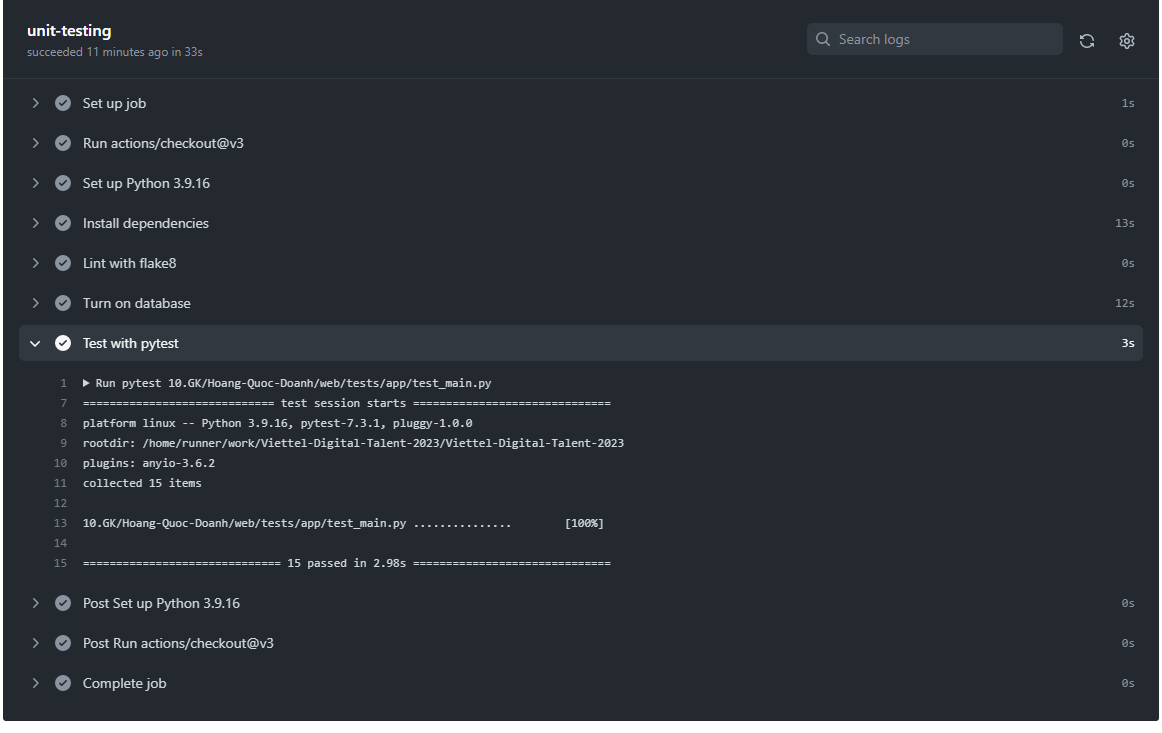 unit-testing
succeeded 11 minutes ago in 33s
Search logs
Set up job 1s
Run actions/checkout@v3 0s
Set up Python 3.9.16 0s
Install dependencies 13s
Lint with flake8 0s
Turn on database 12s
Test with pytest 3s
1 ▶ Run pytest 10.GK/Hoang-Quoc-Doanh/web/tests/app/test_main.py
7 ============================= test session starts ==============================
8 platform linux -- Python 3.9.16, pytest-7.3.1, pluggy-1.0.0
9 rootdir: /home/runner/work/Viettel-Digital-Talent-2023/Viettel-Digital-Talent-2023
10 plugins: anyio-3.6.2
11 collected 15 items
12
13 10.GK/Hoang-Quoc-Doanh/web/tests/app/test_main.py ............... [100%]
14
15 ============================== 15 passed in 2.98s ==============================
Post Set up Python 3.9.16 0s
Post Run actions/checkout@v3 0s
Complete job 0s